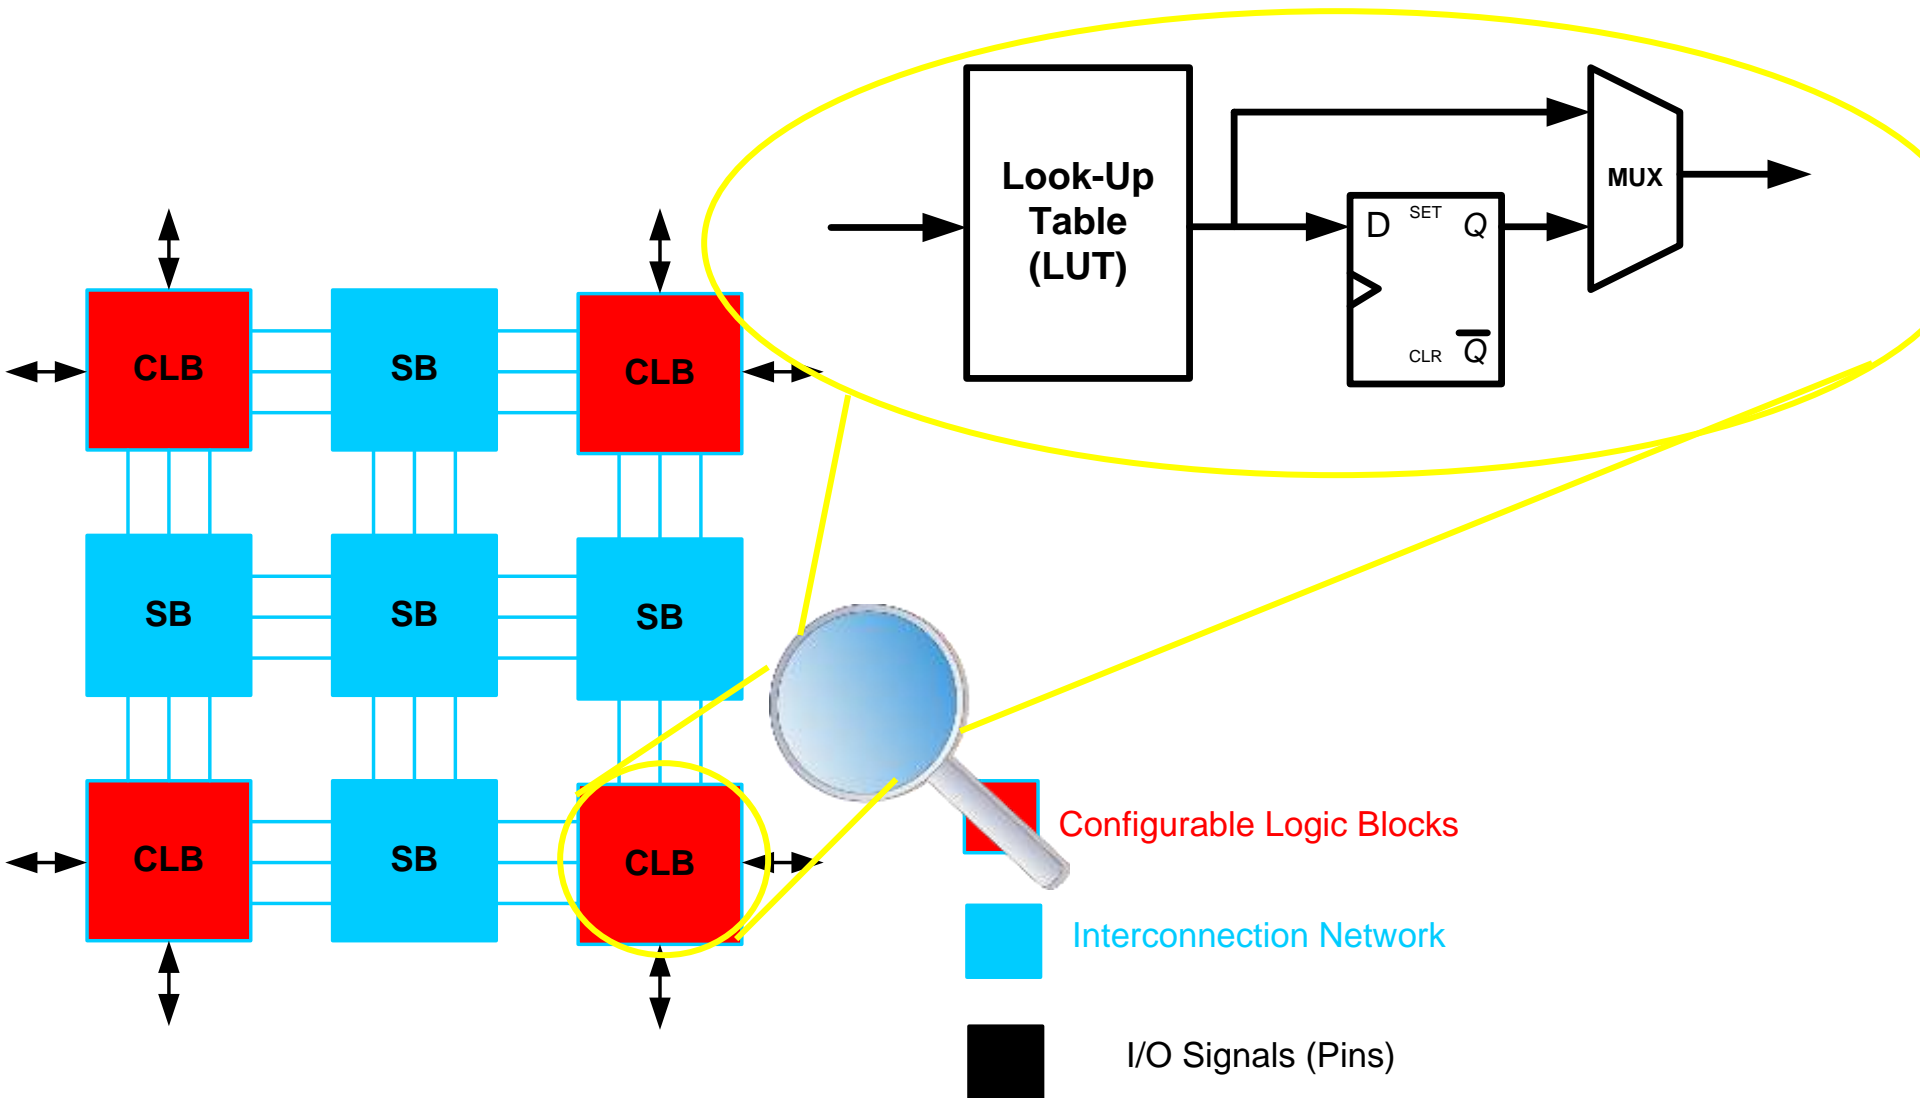 Look-Up
Table
(LUT)
D SET Q
CLR Q
MUX
CLB SB CLB
SB SB SB
CLB SB CLB
Configurable Logic Blocks
Interconnection Network
I/O Signals (Pins)